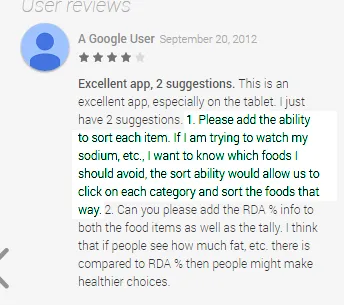 User reviews
A Google User September 20, 2012
Excellent app, 2 suggestions. This is an
excellent app, especially on the tablet. I just
have 2 suggestions. 1. Please add the ability
to sort each item. If I am trying to watch my
sodium, etc., I want to know which foods I
should avoid, the sort ability would allow us to
click on each category and sort the foods that
way. 2. Can you please add the RDA % info to
both the food items as well as the tally. I think
that if people see how much fat, etc. there is
compared to RDA % then people might make
healthier choices.